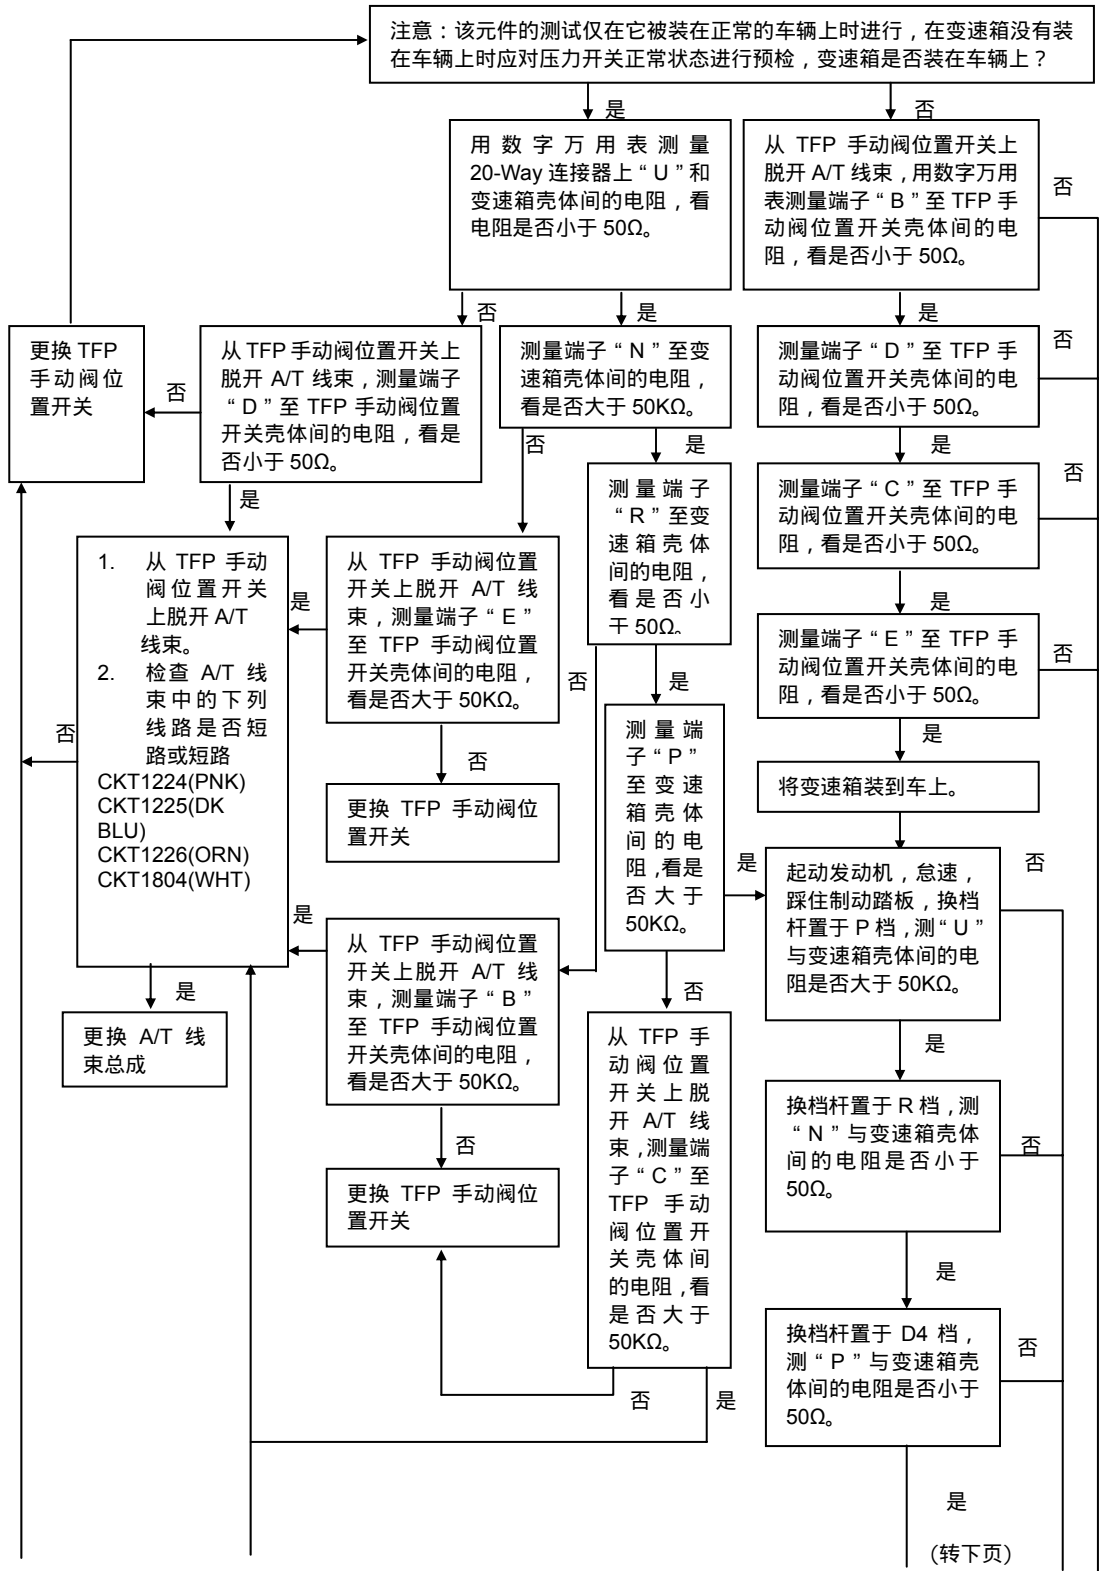 注意：该元件的测试仅在它被装在正常的车辆上时进行，在变速箱没有装
在车辆上时应对压力开关正常状态进行预检，变速箱是否装在车辆上？
是
否
用数字万用表测量
20-Way 连接器上“U”和
变速箱壳体间的电阻，看
电阻是否小于 50Ω。
从 TFP 手动阀位置开关上
脱开 A/T 线束，用数字万用
表测量端子“B”至 TFP 手
动阀位置开关壳体间的电
阻，看是否小于 50Ω。
否
否
是
是
否
更换 TFP
手动阀位
置开关
否
从 TFP 手动阀位置开关上
脱开 A/T 线束，测量端子
“D”至 TFP 手动阀位置
开关壳体间的电阻，看是
否小于 50Ω。
测量端子“N”至变
速箱壳体间的电阻，
看是否大于 50KΩ。
测量端子“D”至 TFP 手
动阀位置开关壳体间的电
阻，看是否小于 50Ω。
否
是
是
否
是
测量端子
“R”至变
速箱壳体
间的电阻，
看是否小
于 50Ω。
测量端子“C”至 TFP 手
动阀位置开关壳体间的电
阻，看是否小于 50Ω。
1. 从 TFP 手动
阀位置开关
上脱开 A/T
线束。
2. 检查 A/T 线
束中的下列
线路是否短
路或短路
CKT1224(PNK)
CKT1225(DK
BLU)
CKT1226(ORN)
CKT1804(WHT)
是
从 TFP 手动阀位置
开关上脱开 A/T 线
束，测量端子“E”
至 TFP 手动阀位置
开关壳体间的电阻，
看是否大于 50KΩ。
是
测量端子“E”至 TFP 手
动阀位置开关壳体间的电
阻，看是否小于 50Ω。
否
否
是
是
否
否
更换 TFP 手动阀位
置开关
测量端
子“P”
至变速
箱壳体
间的电
阻，看是
否大于
50KΩ。
将变速箱装到车上。
是
起动发动机，怠速，
踩住制动踏板，换档
杆置于 P 档，测“U”
与变速箱壳体间的电
阻是否大于 50KΩ。
否
是
从 TFP 手动阀位置
开关上脱开 A/T 线
束，测量端子“B”
至 TFP 手动阀位置
开关壳体间的电阻，
看是否大于 50KΩ。
是
否
更换 A/T 线
束总成
从 TFP 手
动阀位置
开关上脱
开 A/T 线
束，测量端
子“C”至
TFP 手动
阀位置开
关壳体间
的电阻，看
是否大于
50KΩ。
是
换档杆置于 R 档，测
“N”与变速箱壳体
间的电阻是否小于
50Ω。
否
否
更换 TFP 手动阀位
置开关
是
换档杆置于 D4 档，
测“P”与变速箱壳
体间的电阻是否小于
50Ω。
否
否
是
是
(转下页)